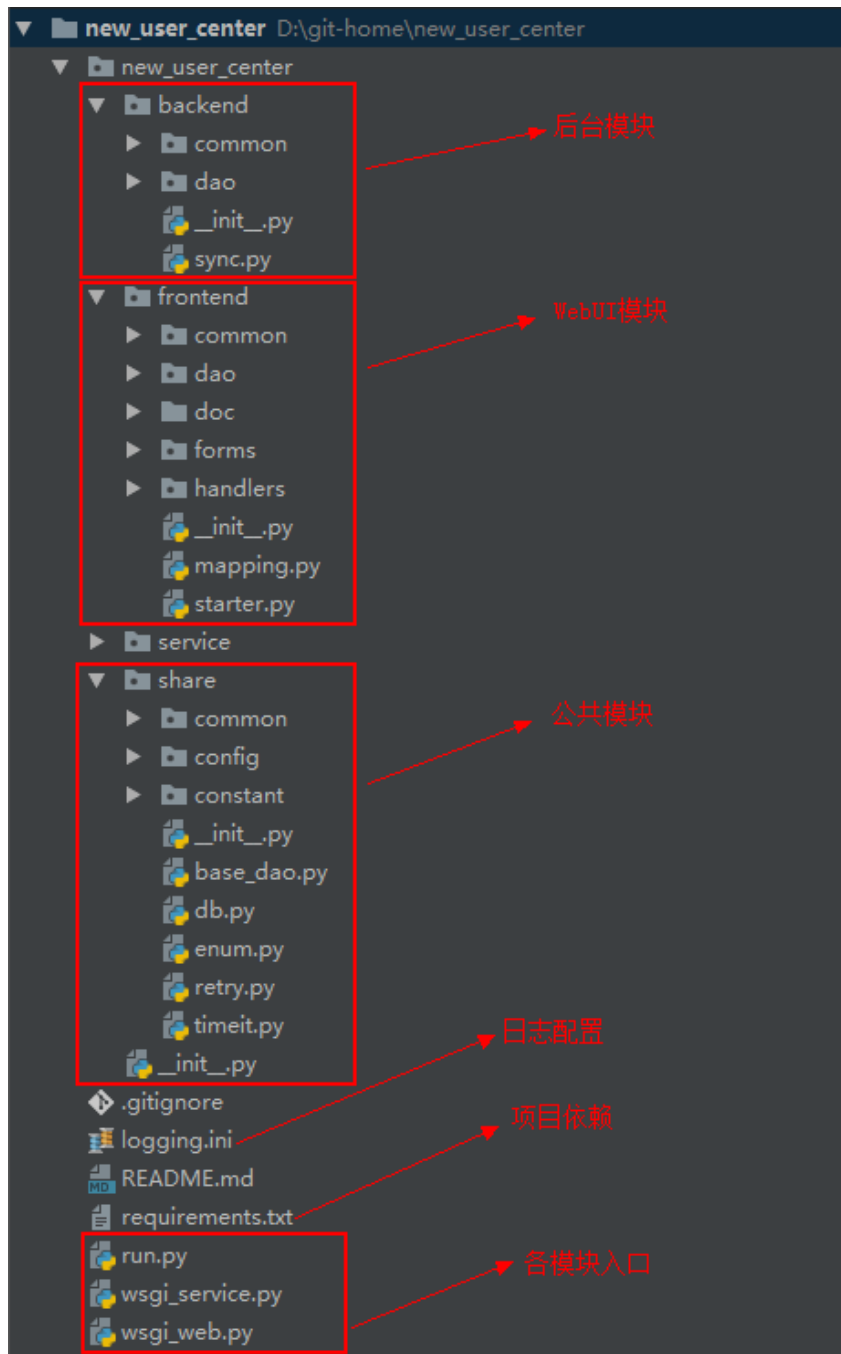 new_user_center D:\git-home\new_user_center
new_user_center
backend
后台模块
common
dao
__init__.py
sync.py
frontend
WebUI模块
common
dao
doc
forms
handlers
__init__.py
mapping.py
starter.py
service
share
公共模块
common
config
constant
__init__.py
base_dao.py
db.py
enum.py
retry.py
timeit.py
日志配置
__init__.py
.gitignore
项目依赖
logging.ini
MD README.md
requirements.txt
run.py
各模块入口
wsgi_service.py
wsgi_web.py